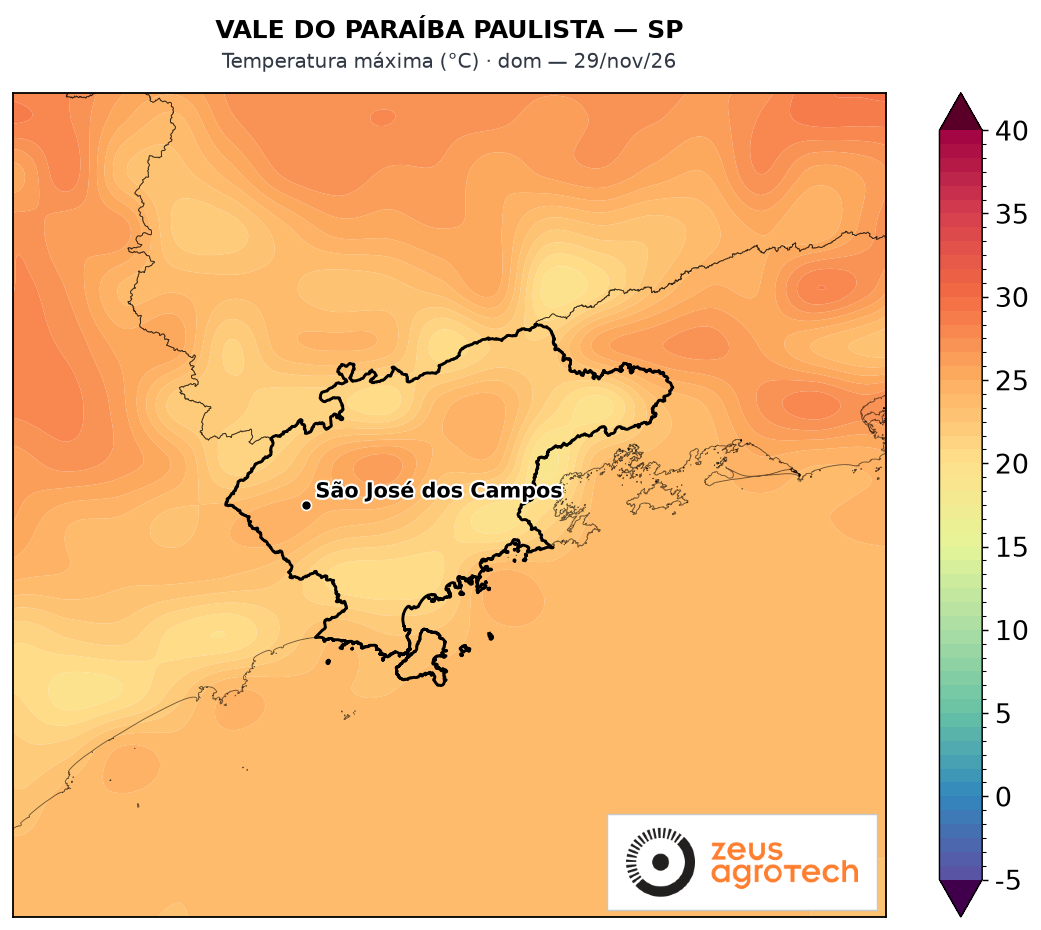 VALE DO PARAÍBA PAULISTA — SP
Temperatura máxima (°C) · dom — 29/nov/26
São José dos Campos
40
35
30
25
20
15
10
5
0
-5
zeus
agrotech